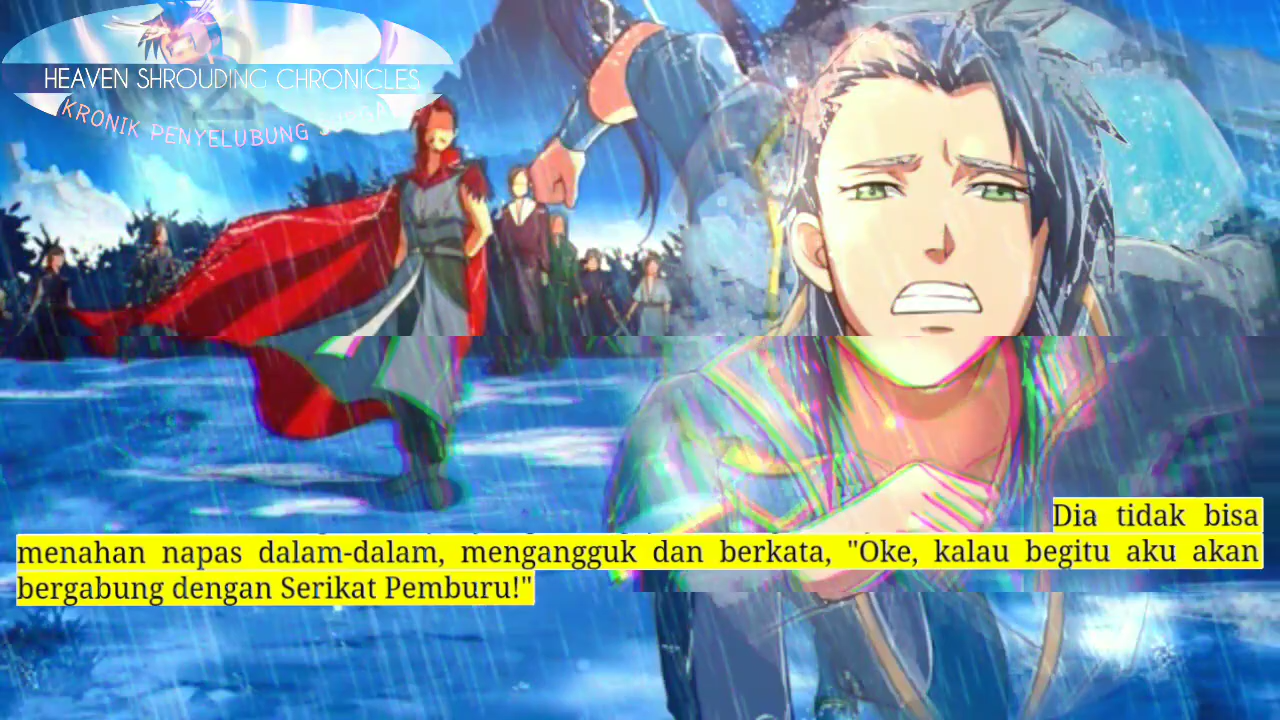 HEAVEN SHROUDING CHRONICLES
KRONIK PENYELUBUNG SURGA
Dia tidak bisa
menahan napas dalam-dalam, mengangguk dan berkata, "Oke, kalau begitu aku akan
bergabung dengan Serikat Pemburu!"